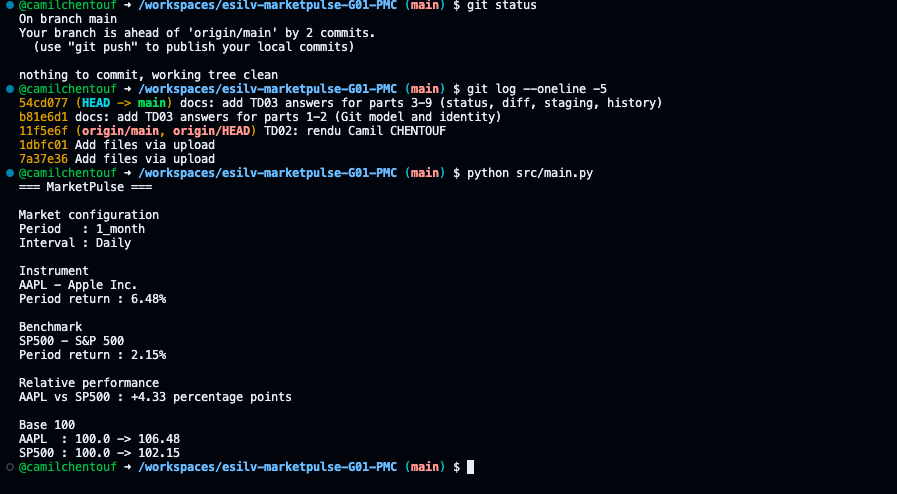 @camilchentouf → /workspaces/esilv-marketpulse-G01-PMC (main) $ git status
On branch main
Your branch is ahead of 'origin/main' by 2 commits.
  (use "git push" to publish your local commits)
nothing to commit, working tree clean
@camilchentouf → /workspaces/esilv-marketpulse-G01-PMC (main) $ git log --oneline -5
54cd077 (HEAD -> main) docs: add TD03 answers for parts 3-9 (status, diff, staging, history)
b81e6d1 docs: add TD03 answers for parts 1-2 (Git model and identity)
11f5e6f (origin/main, origin/HEAD) TD02: rendu Camil CHENTOUF
1dbfc01 Add files via upload
7a37e36 Add files via upload
@camilchentouf → /workspaces/esilv-marketpulse-G01-PMC (main) $ python src/main.py
=== MarketPulse ===
Market configuration
Period   : 1_month
Interval : Daily
Instrument
AAPL - Apple Inc.
Period return : 6.48%
Benchmark
SP500 - S&P 500
Period return : 2.15%
Relative performance
AAPL vs SP500 : +4.33 percentage points
Base 100
AAPL  : 100.0 -> 106.48
SP500 : 100.0 -> 102.15
@camilchentouf → /workspaces/esilv-marketpulse-G01-PMC (main) $